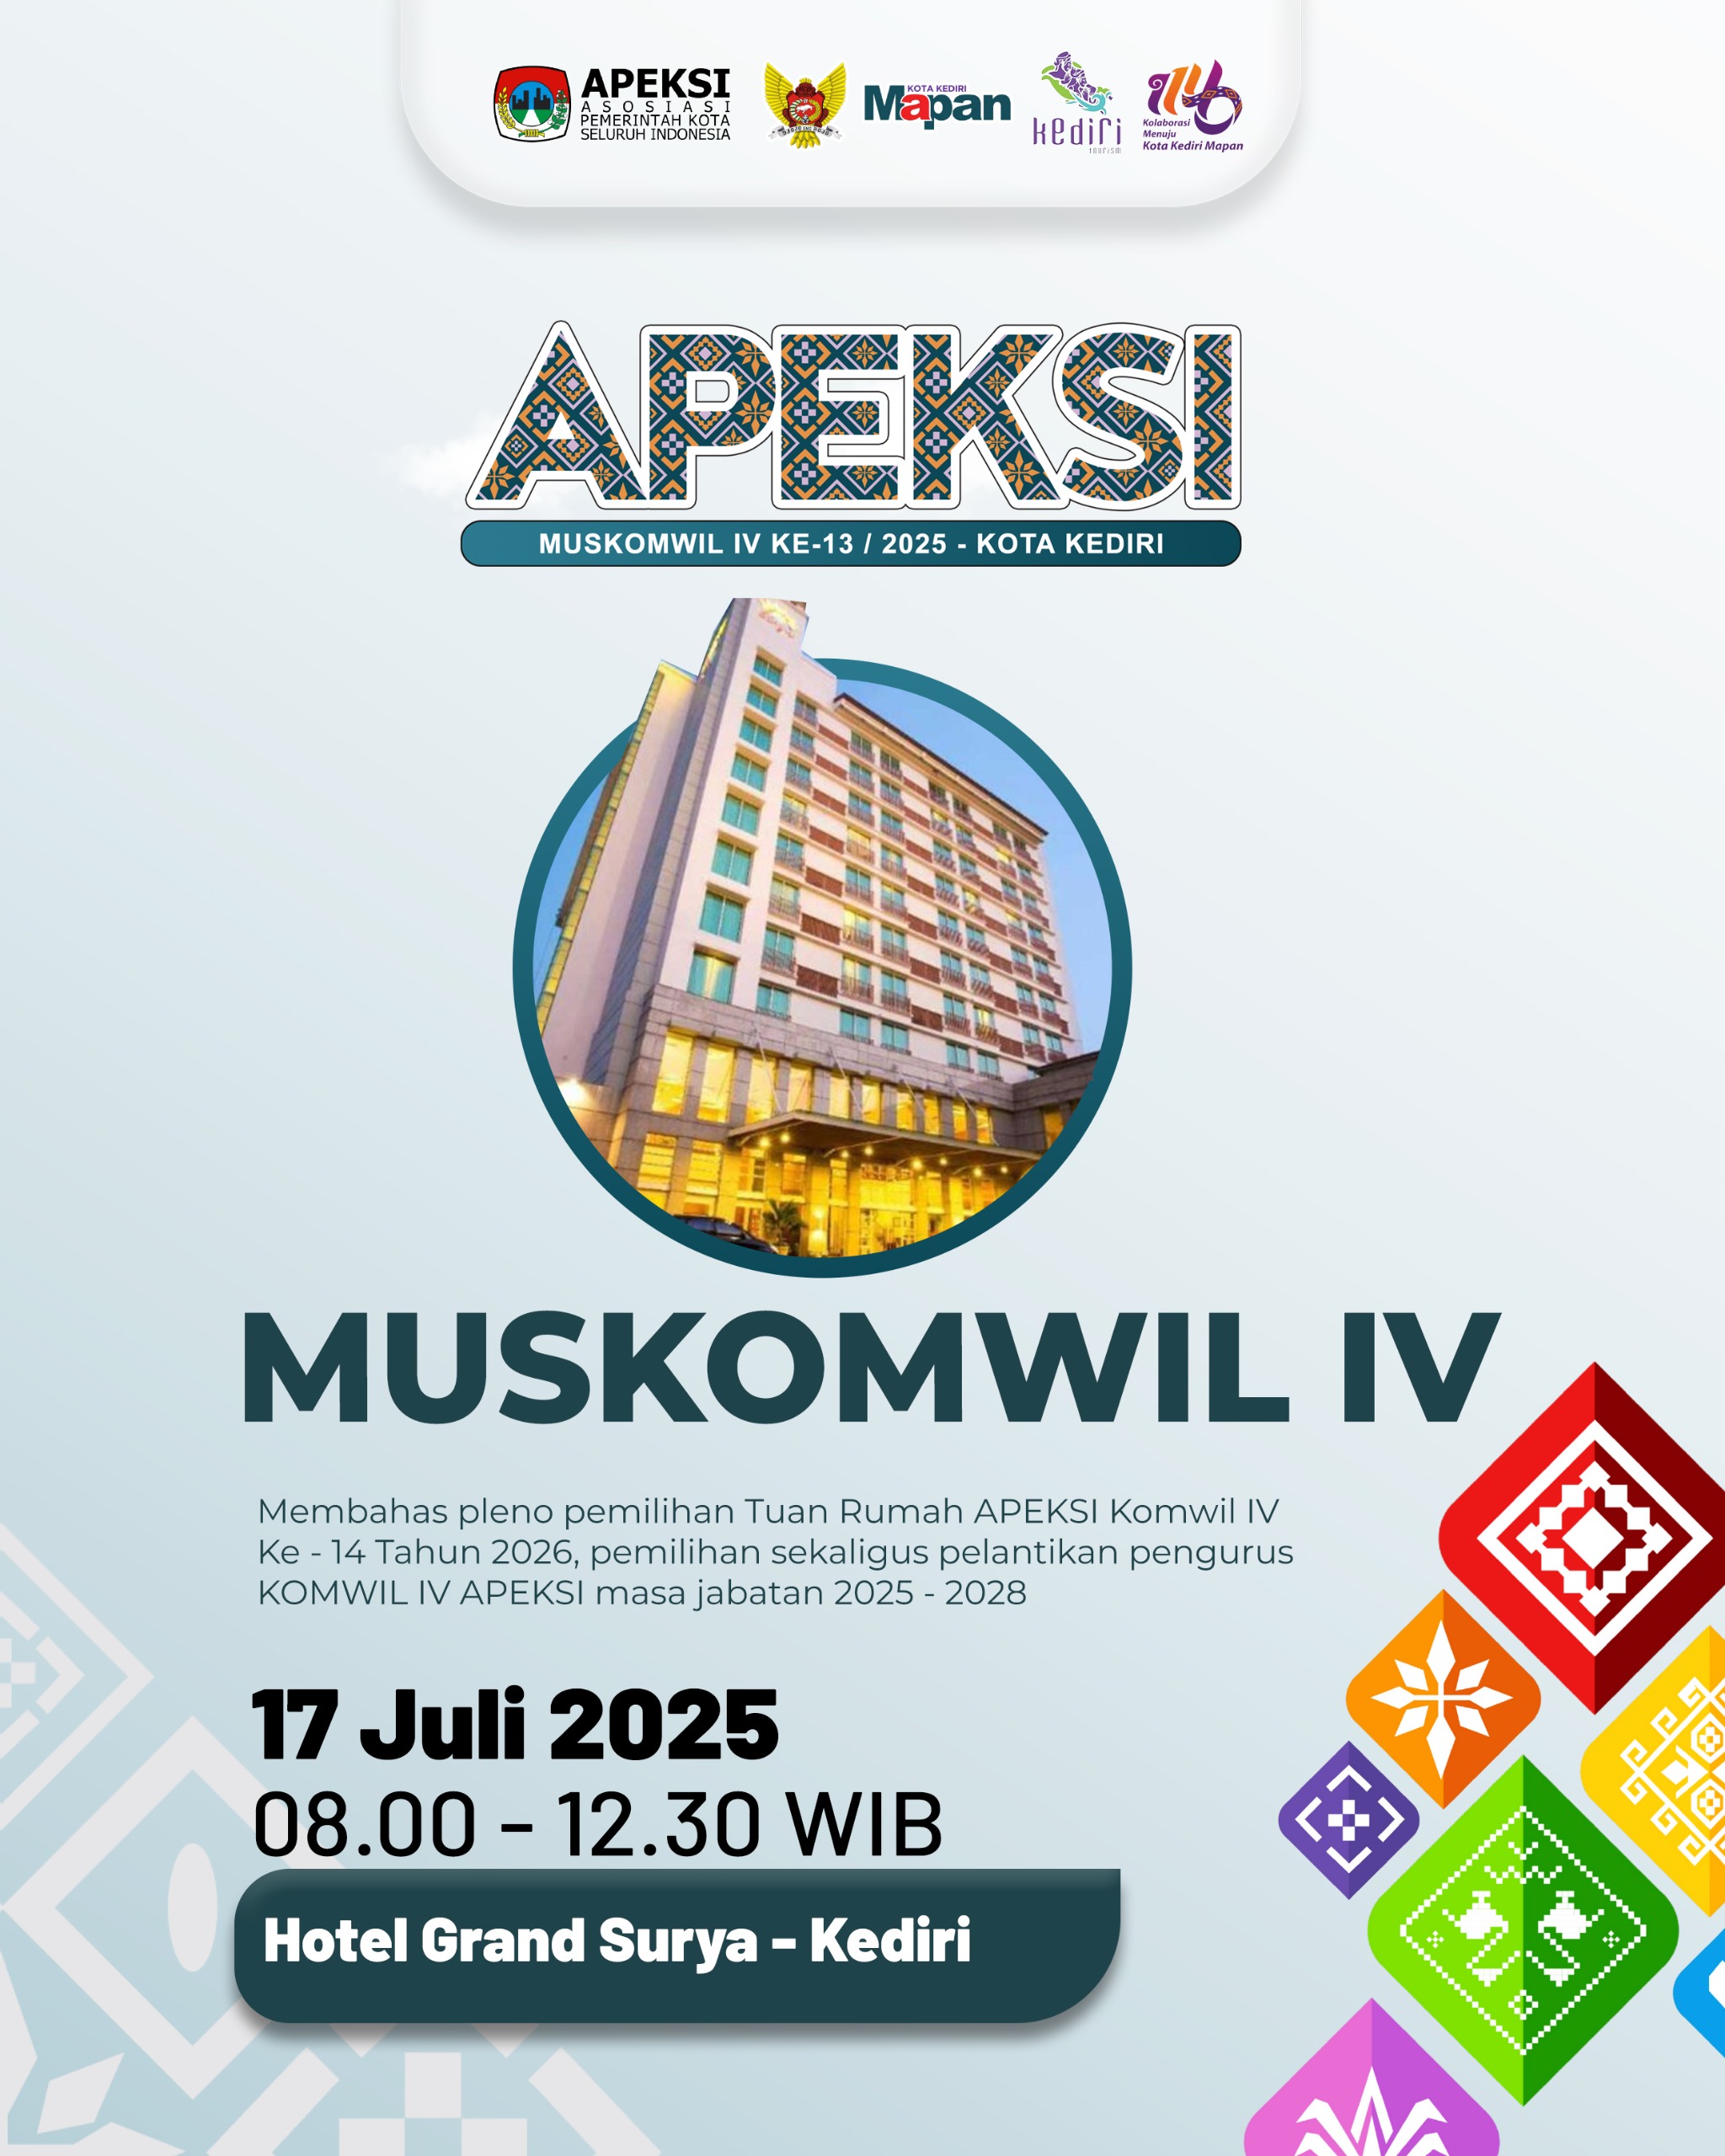 APEKSI
ASOSIASI
PEMERINTAH KOTA
SELURUH INDONESIA
KOTA KEDIRI
Mapan
kediri
tourism
1146
Kolaborasi
Menuju
Kota Kediri Mapan
APEKSI
MUSKOMWIL IV KE-13 / 2025 - KOTA KEDIRI
MUSKOMWIL IV
Membahas pleno pemilihan Tuan Rumah APEKSI Komwil IV
Ke - 14 Tahun 2026, pemilihan sekaligus pelantikan pengurus
KOMWIL IV APEKSI masa jabatan 2025 - 2028
17 Juli 2025
08.00 - 12.30 WIB
Hotel Grand Surya - Kediri